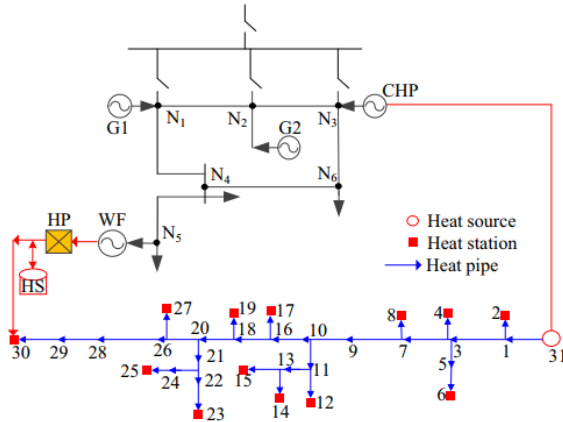 CHP
G1
N1
N2
N3
G2
N4
N6
HP
WF
N5
HS
Heat source
Heat station
Heat pipe
27
19
17
8
4
2
30
29
28
26
20
18
16
10
9
7
3
1
31
21
25
24
22
15
13
11
5
23
14
12
6